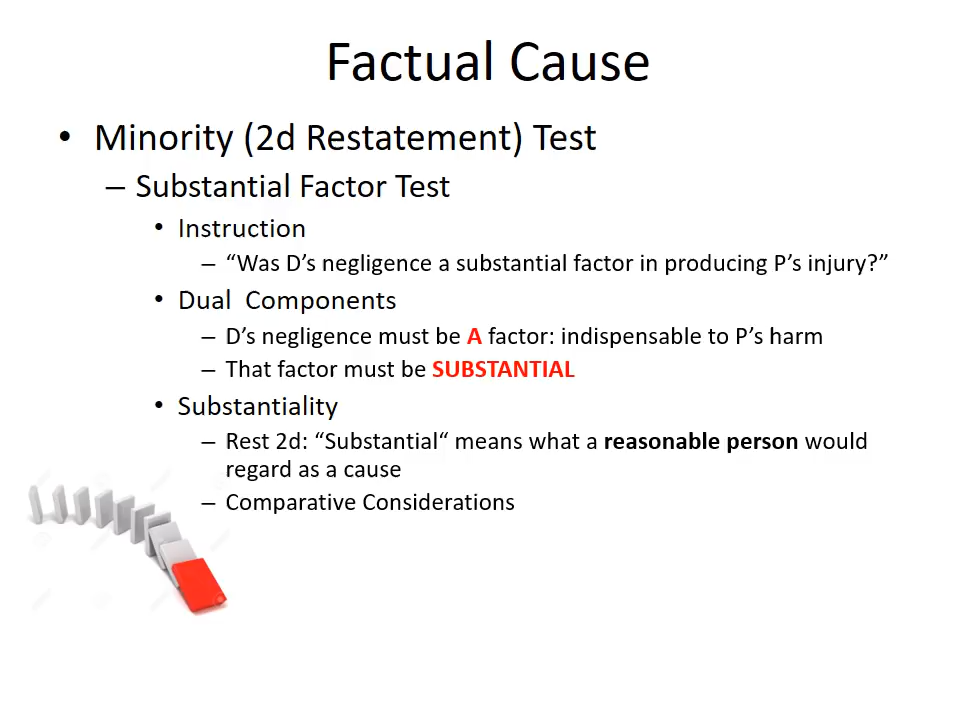 Factual Cause
• Minority (2d Restatement) Test
– Substantial Factor Test
• Instruction
– “Was D’s negligence a substantial factor in producing P’s injury?”
• Dual Components
– D’s negligence must be A factor: indispensable to P’s harm
– That factor must be SUBSTANTIAL
• Substantiality
– Rest 2d: “Substantial“ means what a reasonable person would
regard as a cause
– Comparative Considerations